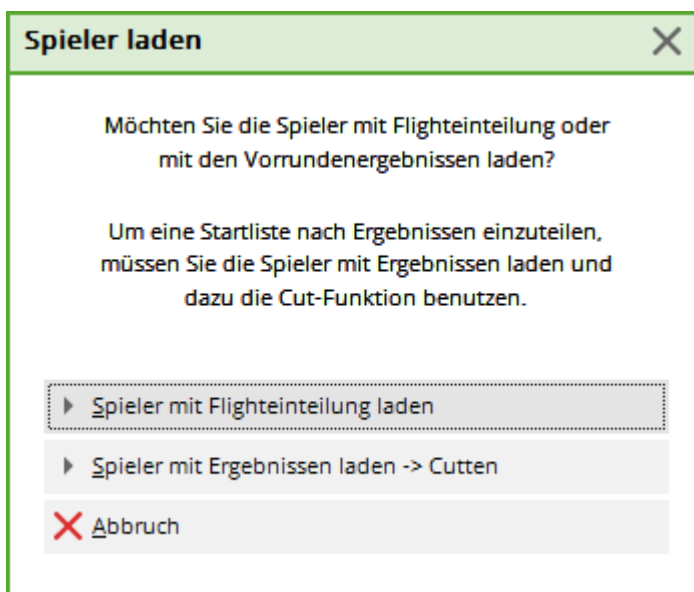 Spieler laden
Möchten Sie die Spieler mit Flighteinteilung oder
mit den Vorrundenergebnissen laden?
Um eine Startliste nach Ergebnissen einzuteilen,
müssen Sie die Spieler mit Ergebnissen laden und
dazu die Cut-Funktion benutzen.
Spieler mit Flighteinteilung laden
Spieler mit Ergebnissen laden -> Cutten
Abbruch